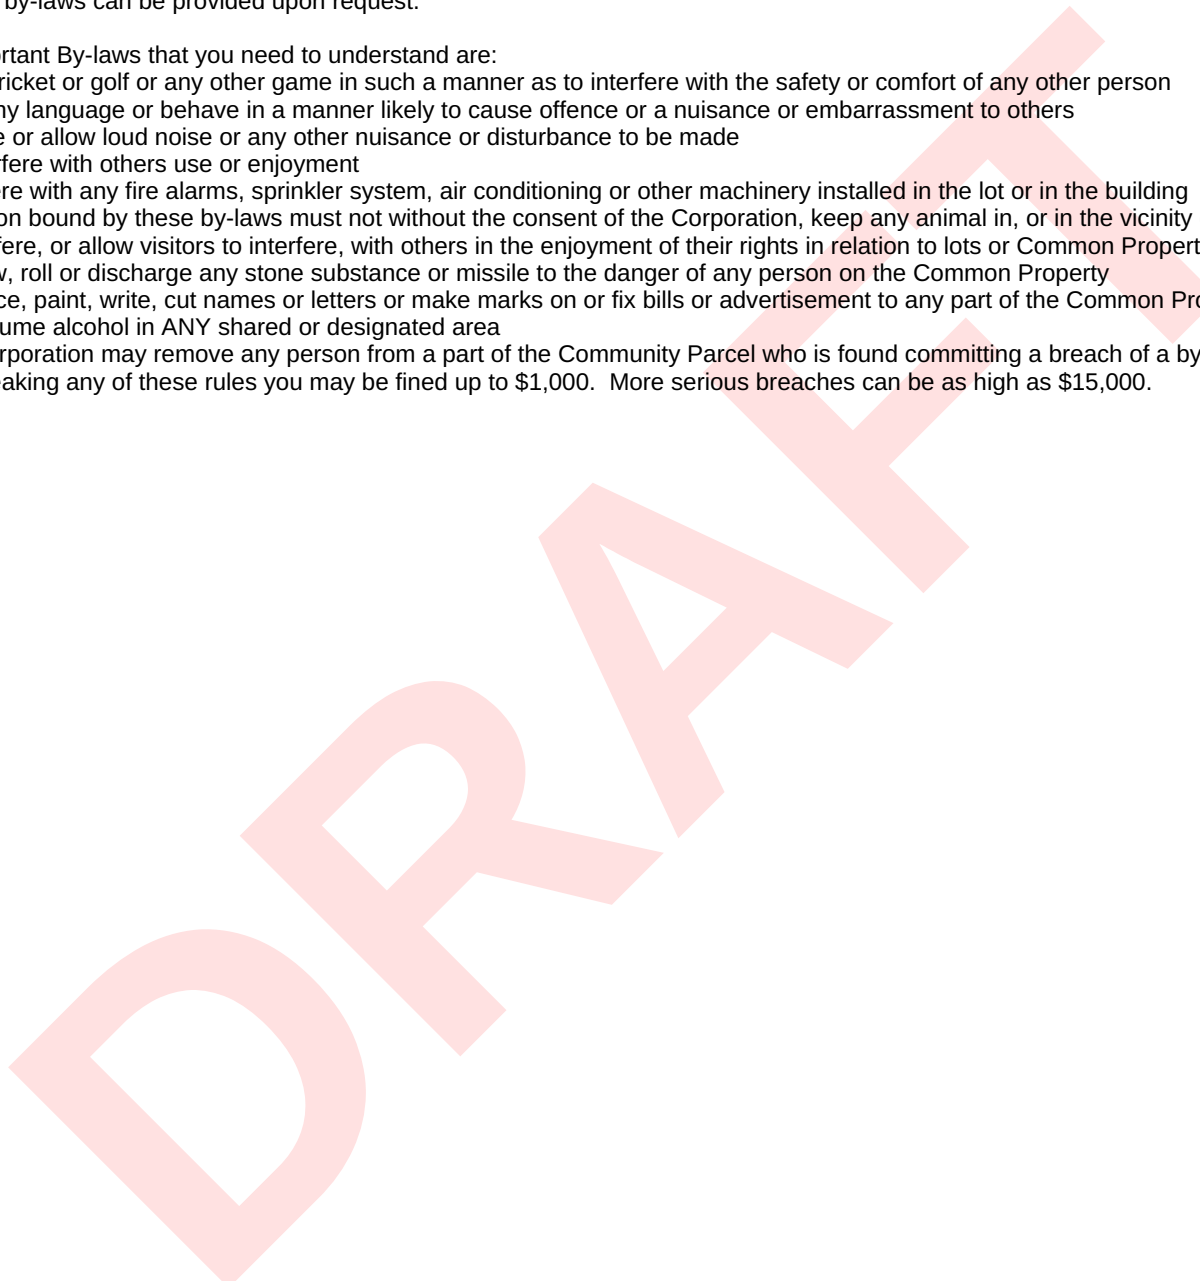 by-laws can be provided upon request.
rtant By-laws that you need to understand are:
ricket or golf or any other game in such a manner as to interfere with the safety or comfort of any other person
ny language or behave in a manner likely to cause offence or a nuisance or embarrassment to others
e or allow loud noise or any other nuisance or disturbance to be made
rfere with others use or enjoyment
ere with any fire alarms, sprinkler system, air conditioning or other machinery installed in the lot or in the building
on bound by these by-laws must not without the consent of the Corporation, keep any animal in, or in the vicinity
fere, or allow visitors to interfere, with others in the enjoyment of their rights in relation to lots or Common Propert
w, roll or discharge any stone substance or missile to the danger of any person on the Common Property
ce, paint, write, cut names or letters or make marks on or fix bills or advertisement to any part of the Common Pro
ume alcohol in ANY shared or designated area
rporation may remove any person from a part of the Community Parcel who is found committing a breach of a by
eaking any of these rules you may be fined up to $1,000.  More serious breaches can be as high as $15,000.
DRAFT